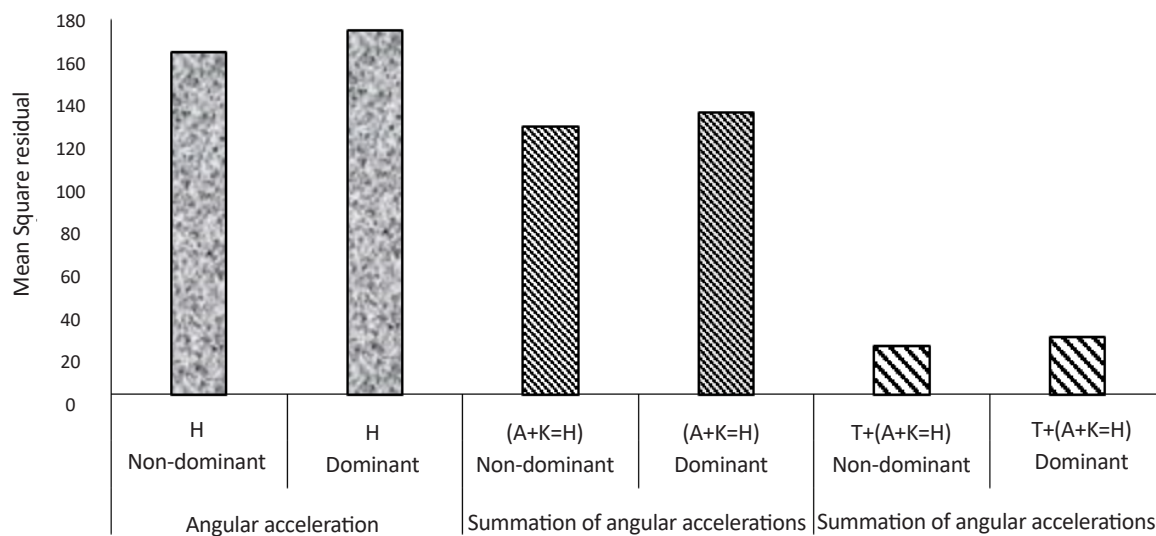 180
160
140
120
100
80
60
40
20
0
Mean Square residual
H
Non-dominant
H
Dominant
(A+K=H)
Non-dominant
(A+K=H)
Dominant
T+(A+K=H)
Non-dominant
T+(A+K=H)
Dominant
Angular acceleration
Summation of angular accelerations
Summation of angular accelerations